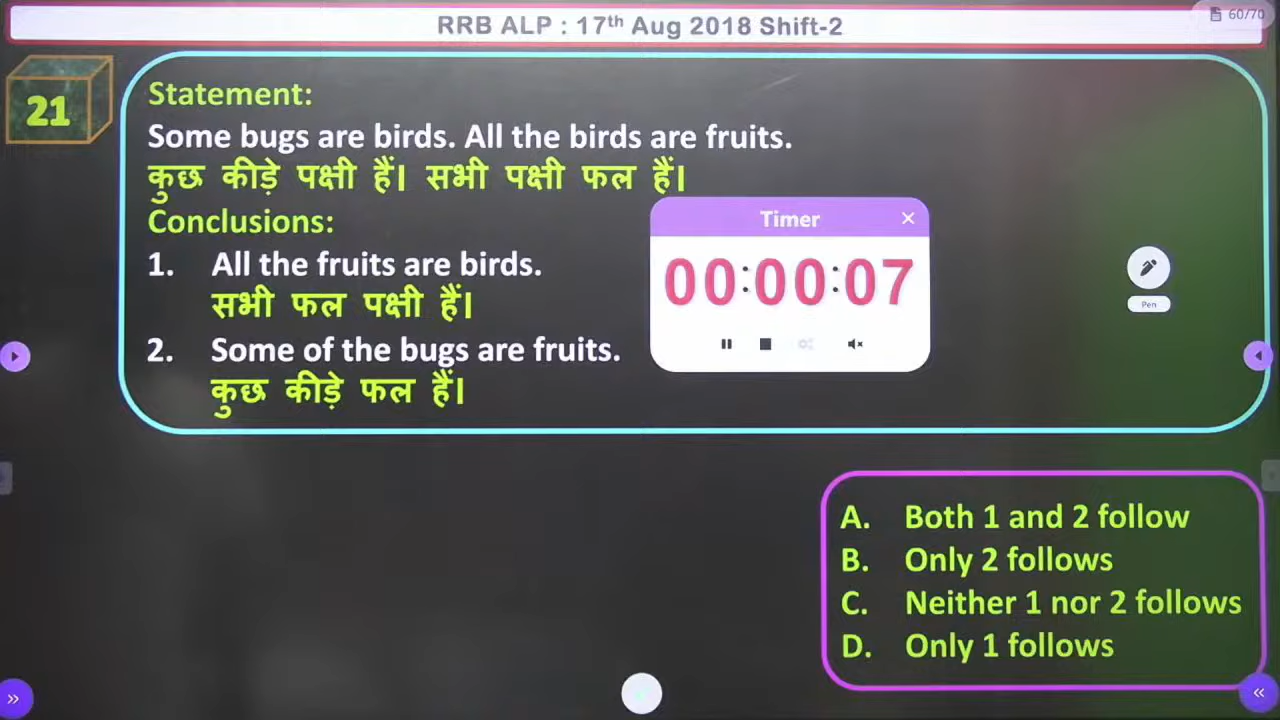 RRB ALP : 17th Aug 2018 Shift-2
60/70
21
Statement:
Some bugs are birds. All the birds are fruits.
कुछ कीड़े पक्षी हैं। सभी पक्षी फल हैं।
Conclusions:
1. All the fruits are birds.
सभी फल पक्षी हैं।
2. Some of the bugs are fruits.
कुछ कीड़े फल हैं।
Timer
00:00:07
Pen
A. Both 1 and 2 follow
B. Only 2 follows
C. Neither 1 nor 2 follows
D. Only 1 follows